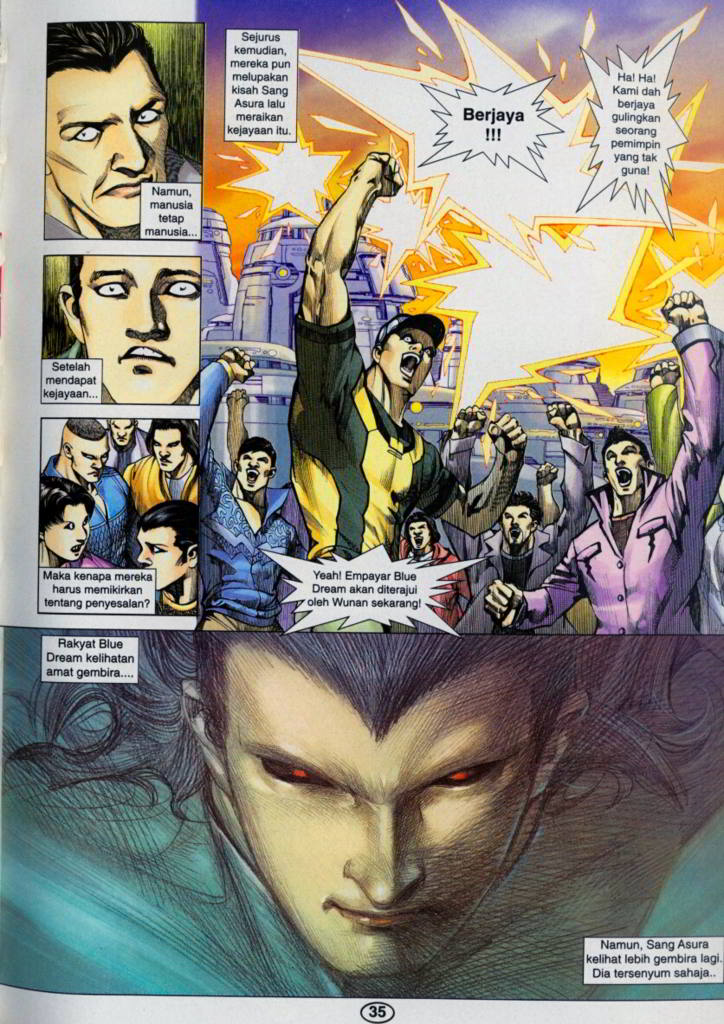 Namun,
manusia
tetap
manusia...
Setelah
mendapat
kejayaan...
Maka kenapa mereka
harus memikirkan
tentang penyesalan?
Sejurus
kemudian,
mereka pun
melupakan
kisah Sang
Asura lalu
meraikan
kejayaan itu.
Berjaya
!!!
Ha! Ha!
Kami dah
berjaya
gulingkan
seorang
pemimpin
yang tak
guna!
Yeah! Empayar Blue
Dream akan diterajui
oleh Wunan sekarang!
Rakyat Blue
Dream kelihatan
amat gembira....
Namun, Sang Asura
kelihat lebih gembira lagi.
Dia tersenyum sahaja..
35